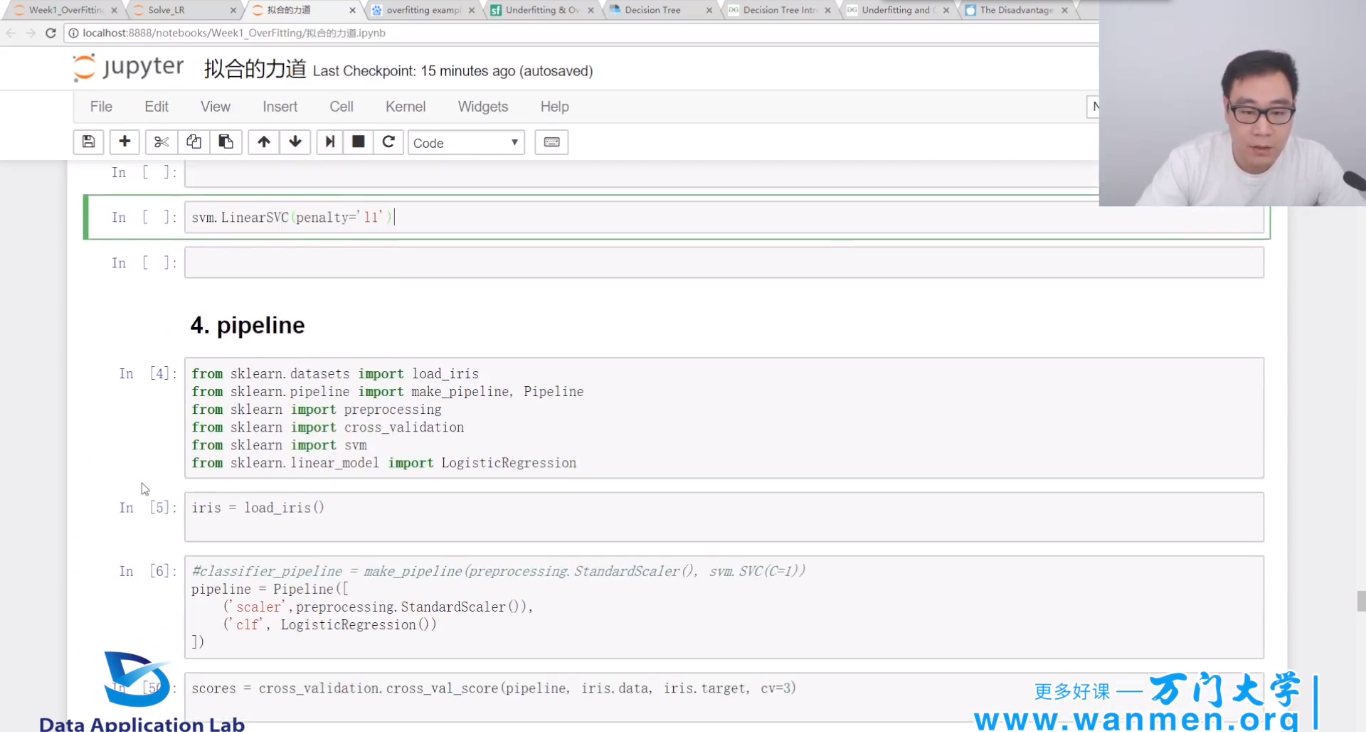 Week1_OverFittin
Solve_LR
拟合的力道
overfitting exampl
Underfitting & Ov
Decision Tree
Decision Tree Intr
Underfitting and O
The Disadvantage
localhost:8888/notebooks/Week1_OverFitting/拟合的力道.ipynb
jupyter 拟合的力道 Last Checkpoint: 15 minutes ago (autosaved)
File Edit View Insert Cell Kernel Widgets Help
Code
In [ ]:
In [ ]: svm.LinearSVC(penalty='l1')
In [ ]:
4. pipeline
In [4]: from sklearn.datasets import load_iris
from sklearn.pipeline import make_pipeline, Pipeline
from sklearn import preprocessing
from sklearn import cross_validation
from sklearn import svm
from sklearn.linear_model import LogisticRegression
In [5]: iris = load_iris()
In [6]: #classifier_pipeline = make_pipeline(preprocessing.StandardScaler(), svm.SVC(C=1))
pipeline = Pipeline([
('scaler',preprocessing.StandardScaler()),
('clf', LogisticRegression())
])
scores = cross_validation.cross_val_score(pipeline, iris.data, iris.target, cv=3)
Data Application Lab
更多好课 — 万门大学
www.wanmen.org